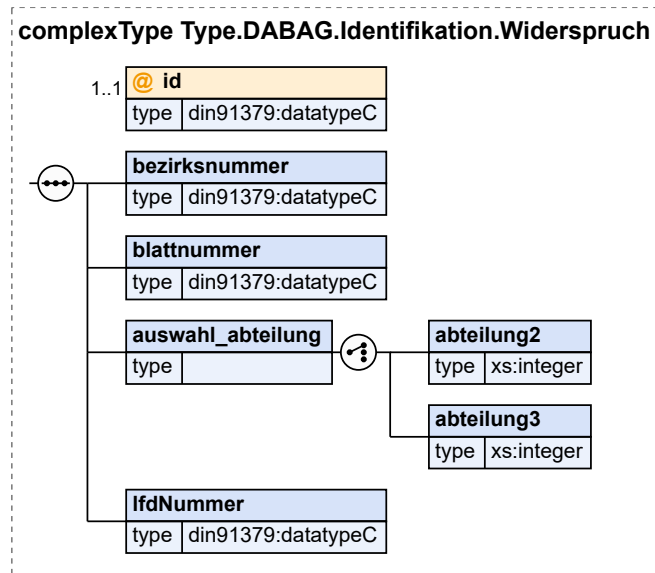 complexType Type.DABAG.Identifikation.Widerspruch
1..1
@ id
type din91379:datatypeC
bezirksnummer
type din91379:datatypeC
blattnummer
type din91379:datatypeC
auswahl_abteilung
type
abteilung2
type xs:integer
abteilung3
type xs:integer
lfdNummer
type din91379:datatypeC